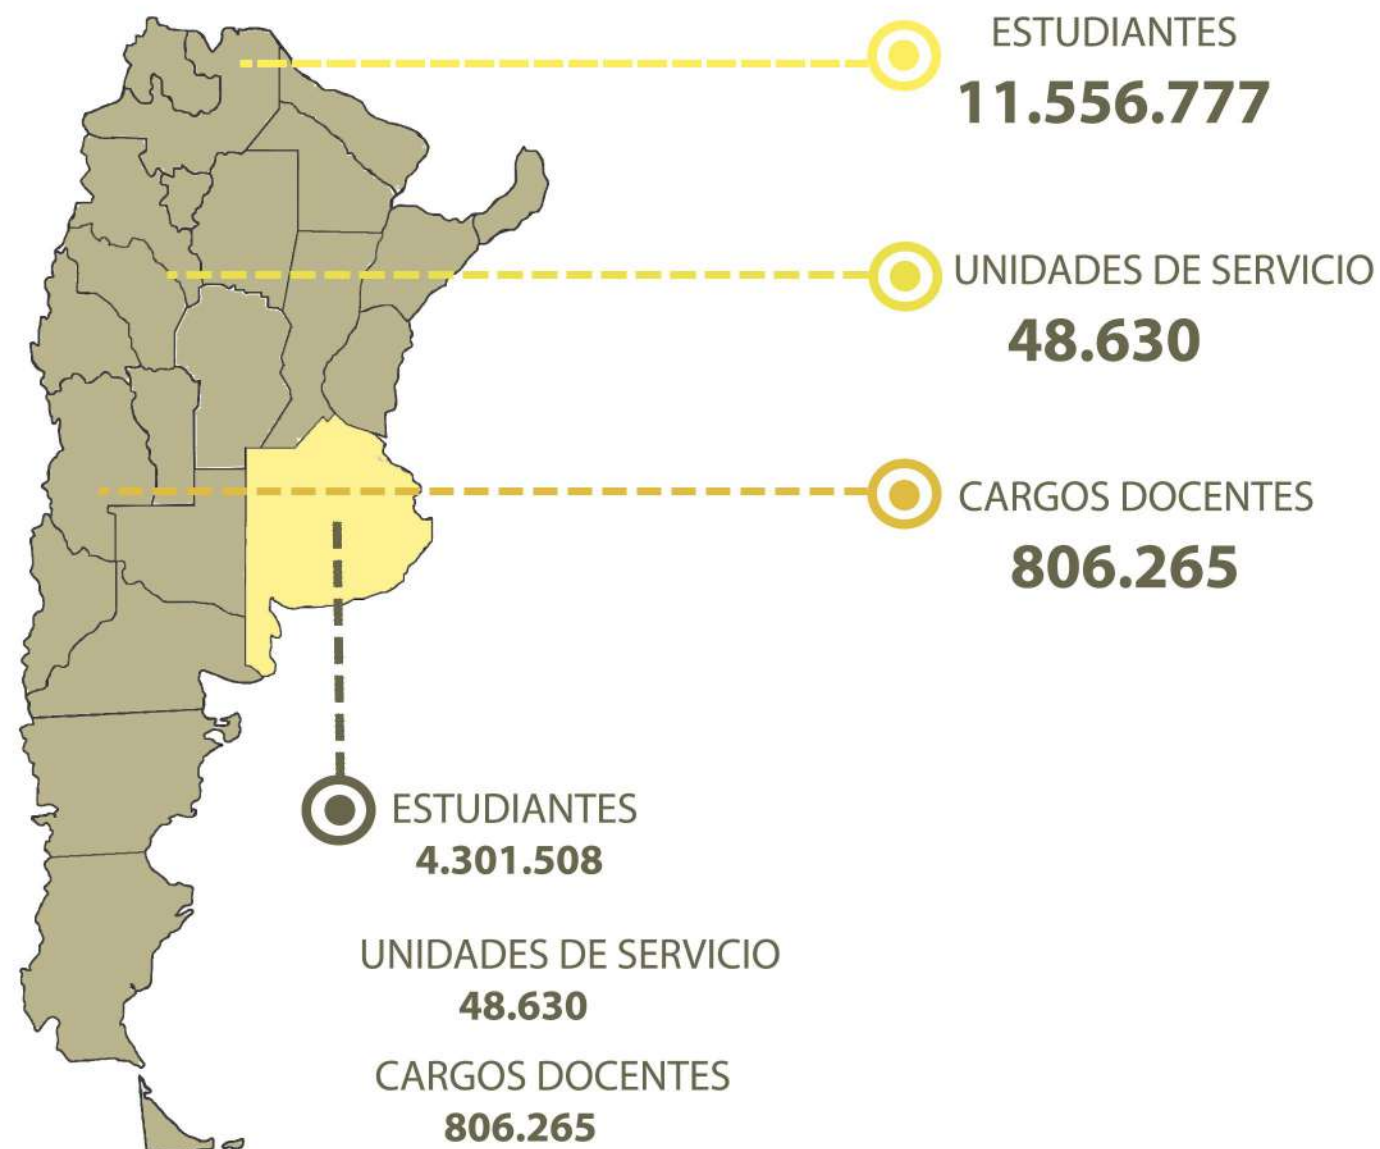 ESTUDIANTES
11.556.777
UNIDADES DE SERVICIO
48.630
CARGOS DOCENTES
806.265
ESTUDIANTES
4.301.508
UNIDADES DE SERVICIO
48.630
CARGOS DOCENTES
806.265